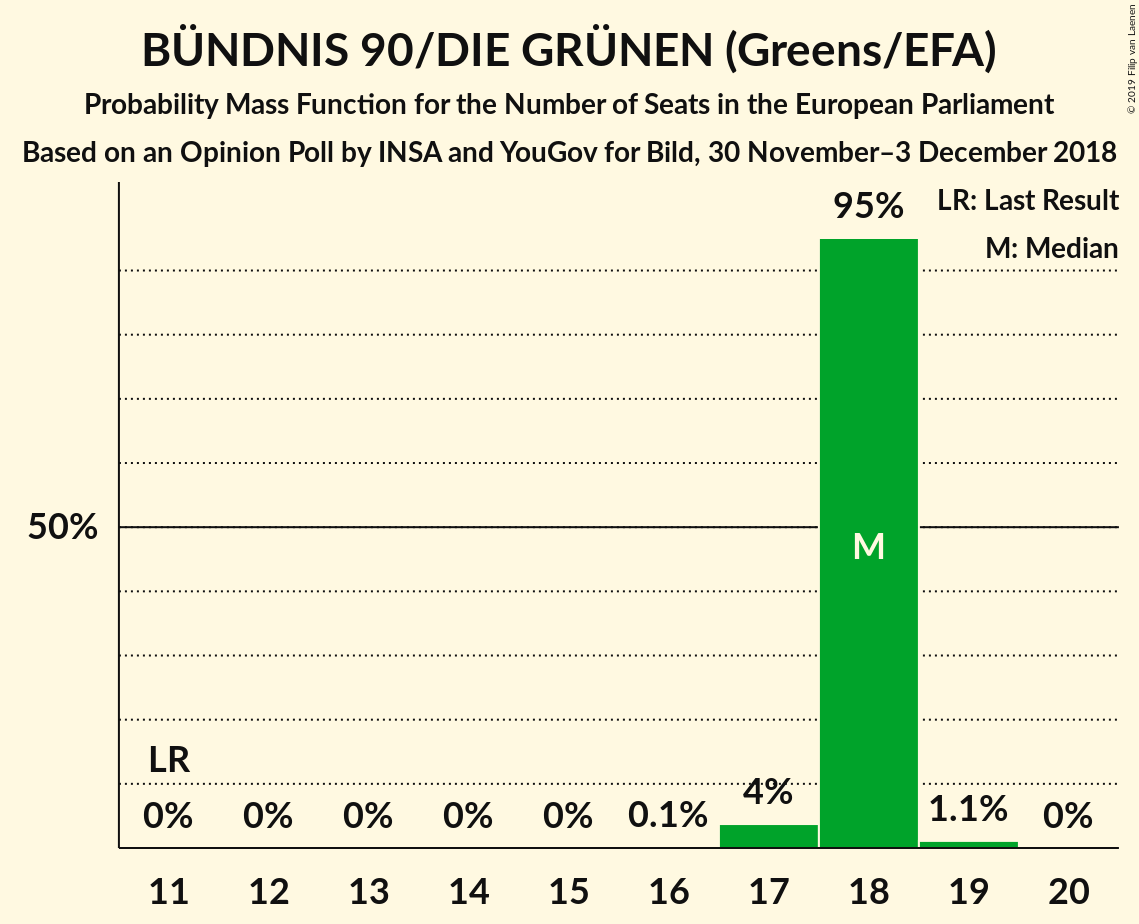 BÜNDNIS 90/DIE GRÜNEN (Greens/EFA)
Probability Mass Function for the Number of Seats in the European Parliament
Based on an Opinion Poll by INSA and YouGov for Bild, 30 November–3 December 2018
© 2019 Filip van Laenen
LR: Last Result
M: Median
95%
50%
M
LR
0% 0% 0% 0% 0% 0.1% 4% 1.1% 0%
11 12 13 14 15 16 17 18 19 20